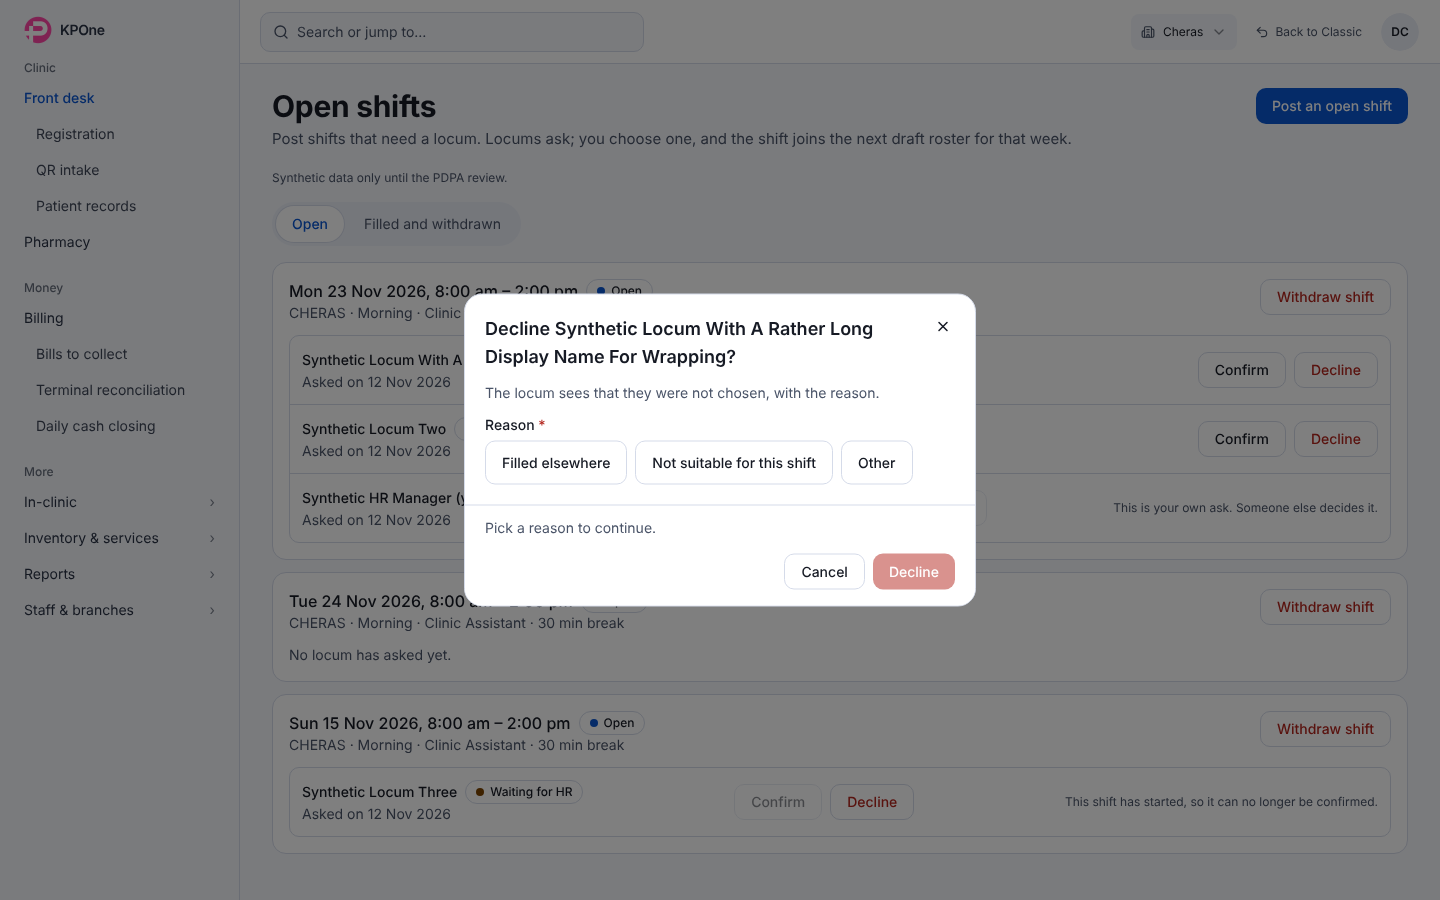 KPOne
Search or jump to...
Cheras
Back to Classic
DC
Clinic
Front desk
Registration
QR intake
Patient records
Pharmacy
Money
Billing
Bills to collect
Terminal reconciliation
Daily cash closing
More
In-clinic
Inventory & services
Reports
Staff & branches
Open shifts
Post an open shift
Post shifts that need a locum. Locums ask; you choose one, and the shift joins the next draft roster for that week.
Synthetic data only until the PDPA review.
Open
Filled and withdrawn
Mon 23 Nov 2026, 8:00 am – 2:00 pm
Open
Withdraw shift
CHERAS · Morning · Clinic
Synthetic Locum With A
Asked on 12 Nov 2026
Confirm
Decline
Synthetic Locum Two
Asked on 12 Nov 2026
Confirm
Decline
Synthetic HR Manager
Asked on 12 Nov 2026
This is your own ask. Someone else decides it.
Decline Synthetic Locum With A Rather Long
Display Name For Wrapping?
The locum sees that they were not chosen, with the reason.
Reason *
Filled elsewhere
Not suitable for this shift
Other
Pick a reason to continue.
Cancel
Decline
Tue 24 Nov 2026, 8:00
Withdraw shift
CHERAS · Morning · Clinic Assistant · 30 min break
No locum has asked yet.
Sun 15 Nov 2026, 8:00 am – 2:00 pm
Open
Withdraw shift
CHERAS · Morning · Clinic Assistant · 30 min break
Synthetic Locum Three
Waiting for HR
Asked on 12 Nov 2026
Confirm
Decline
This shift has started, so it can no longer be confirmed.